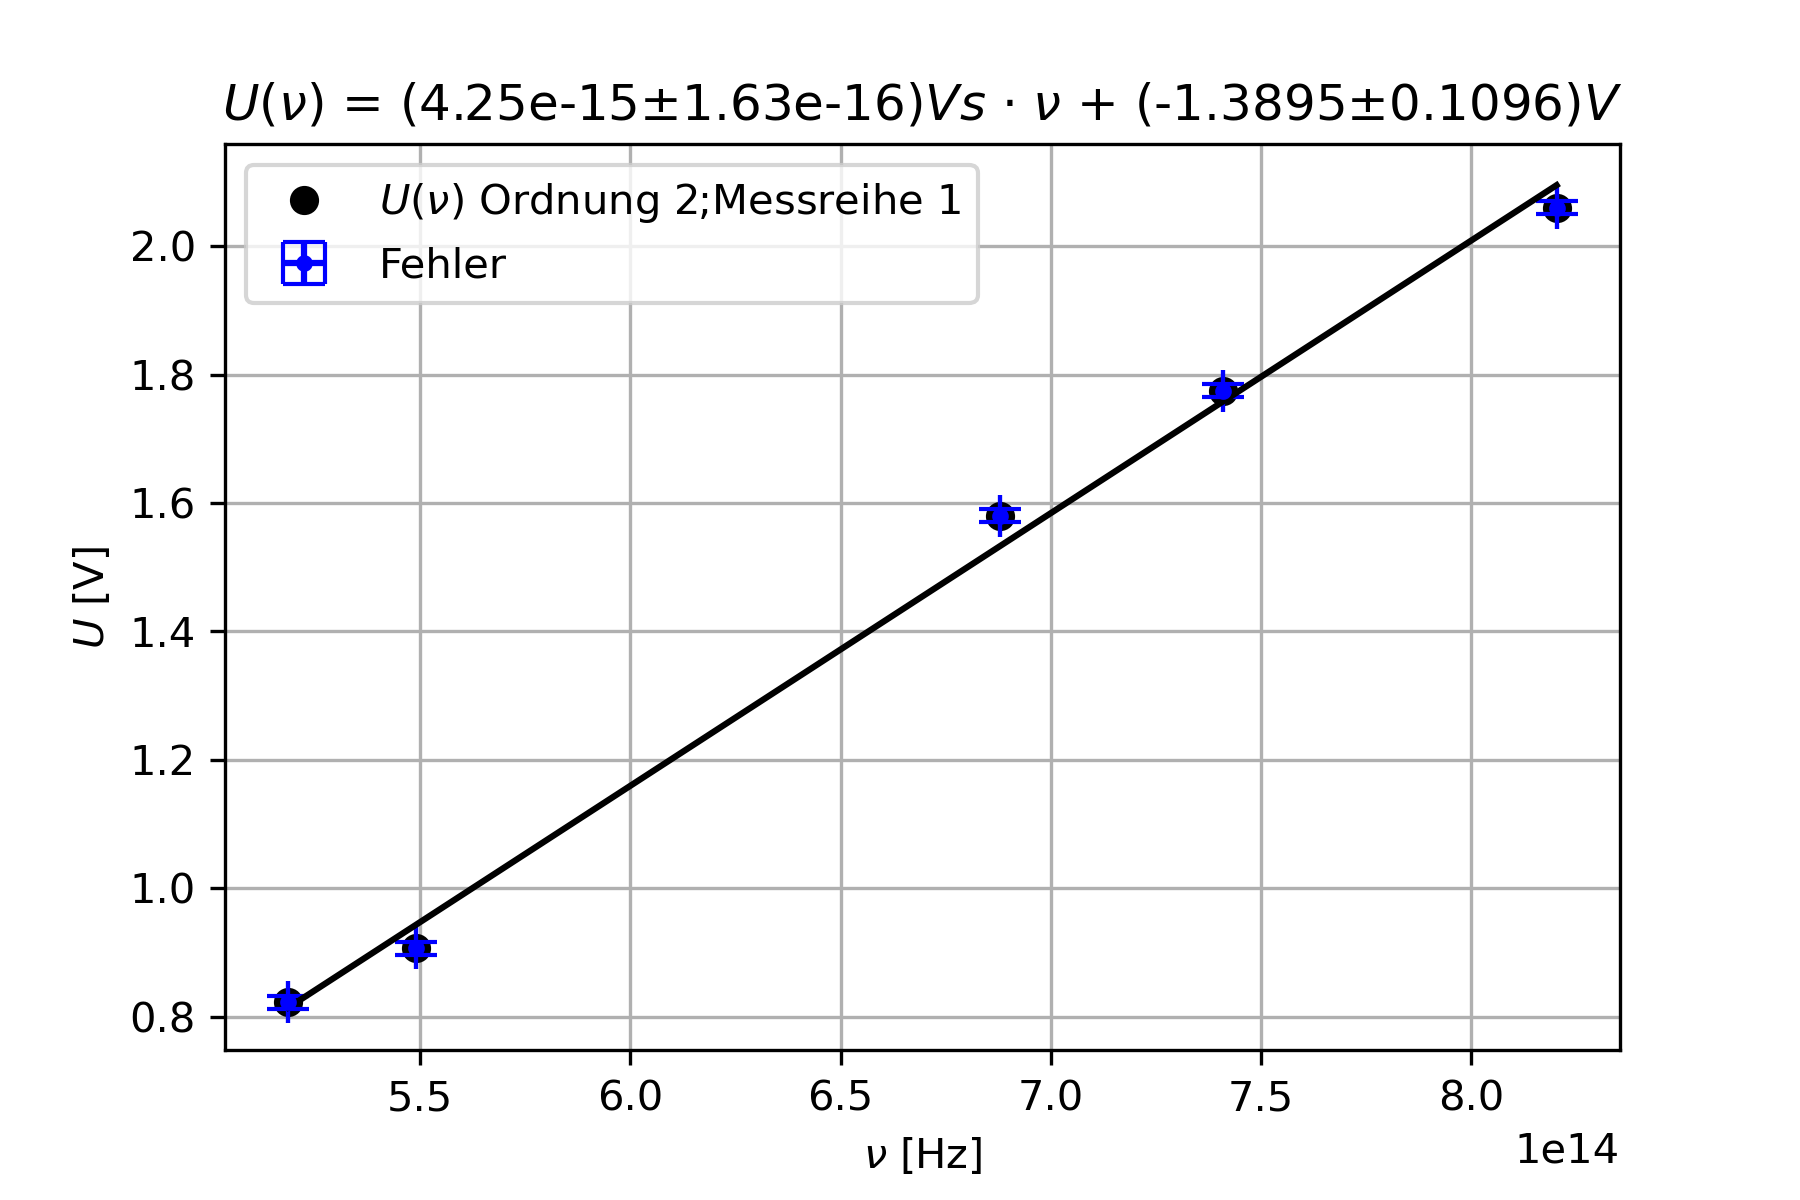 U(ν) = (4.25e-15±1.63e-16)Vs · ν + (-1.3895±0.1096)V
U(ν) Ordnung 2;Messreihe 1
Fehler
2.0
1.8
1.6
1.4
1.2
1.0
0.8
U [V]
5.5 6.0 6.5 7.0 7.5 8.0
1e14
ν [Hz]